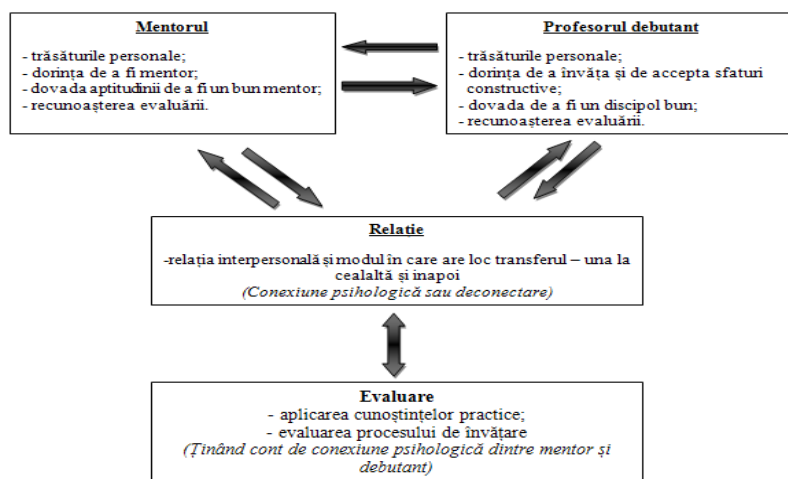 Mentorul
- trăsăturile personale;
- dorința de a fi mentor;
- dovada aptitudinii de a fi un bun mentor;
- recunoașterea evaluării.
Profesorul debutant
- trăsăturile personale;
- dorința de a învăța și de accepta sfaturi
constructive;
- dovada de a fi un discipol bun;
- recunoașterea evaluării.
Relație
-relația interpersonală și modul în care are loc transferul – una la
cealaltă și inapoi
(Conexiune psihologică sau deconectare)
Evaluare
- aplicarea cunoștințelor practice;
- evaluarea procesului de învățare
(Ținând cont de conexiune psihologică dintre mentor și
debutant)